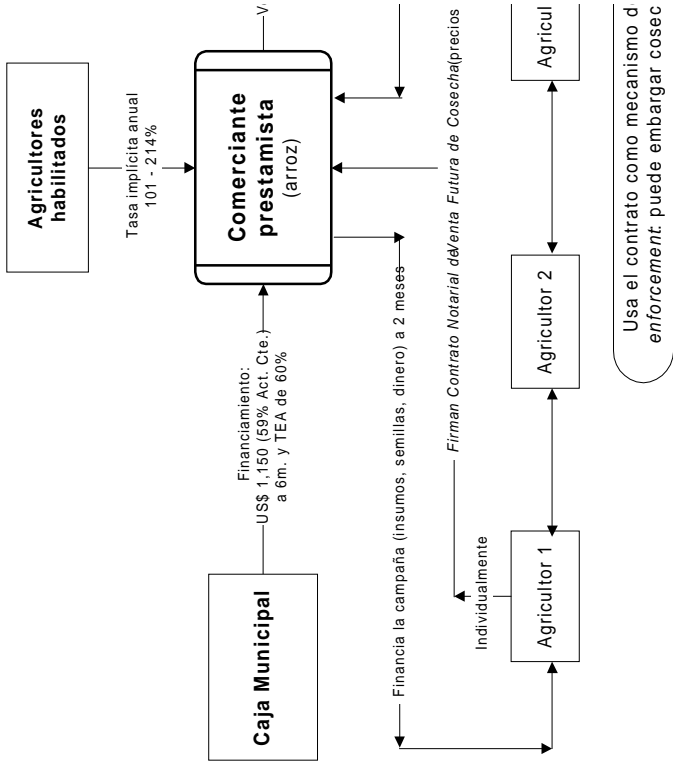 Agricultores
habilitados
Tasa implícita anual
101 - 214%
Comerciante
prestamista
(arroz)
Financiamiento:
US$ 1,150 (59% Act. Cte.)
a 6m. y TEA de 60%
Caja Municipal
Financia la campaña (insumos, semillas, dinero) a 2 meses
Firman Contrato Notarial de Venta Futura de Cosecha (precios
Individualmente
Agricultor 1
Agricultor 2
Agricul
Usa el contrato como mecanismo d
enforcement: puede embargar cosec